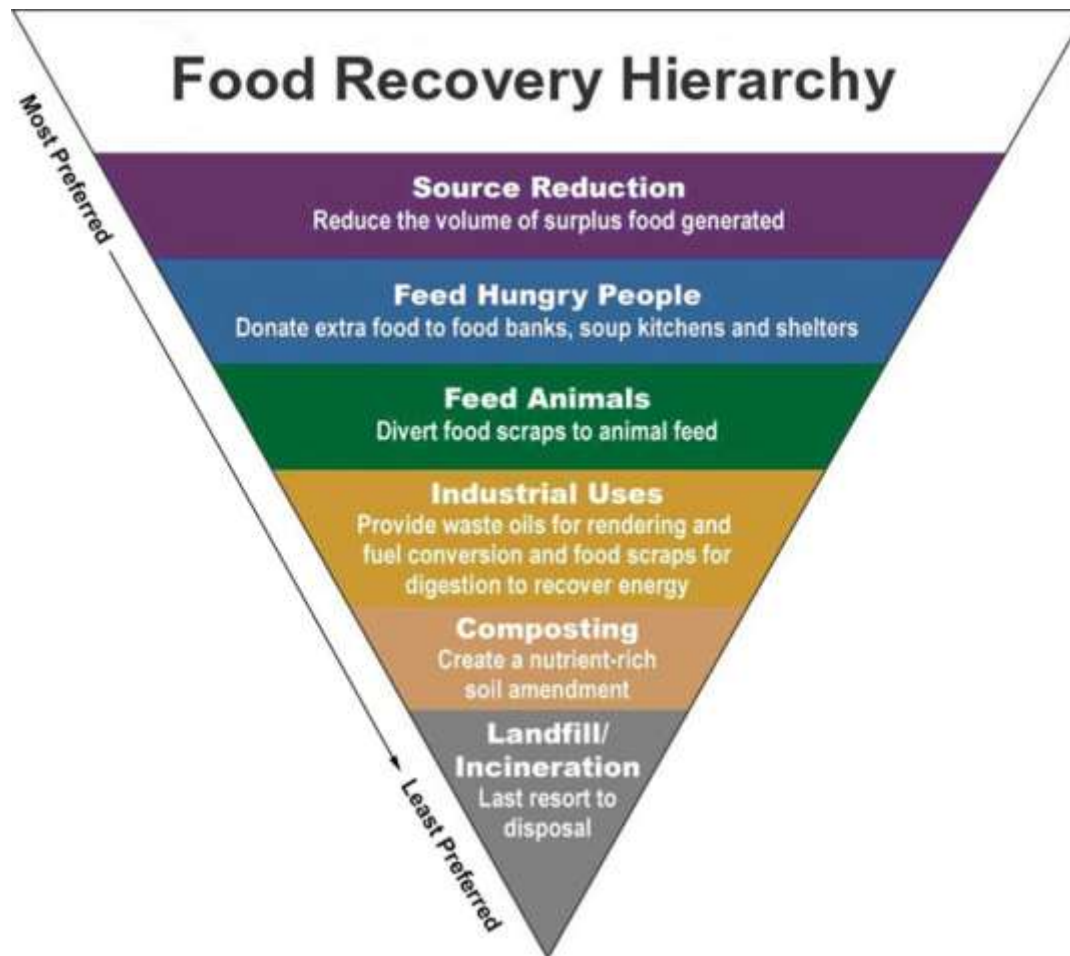 Food Recovery Hierarchy
Most Preferred
Source Reduction
Reduce the volume of surplus food generated
Feed Hungry People
Donate extra food to food banks, soup kitchens and shelters
Feed Animals
Divert food scraps to animal feed
Industrial Uses
Provide waste oils for rendering and
fuel conversion and food scraps for
digestion to recover energy
Composting
Create a nutrient-rich
soil amendment
Landfill/
Incineration
Last resort to
disposal
Least Preferred